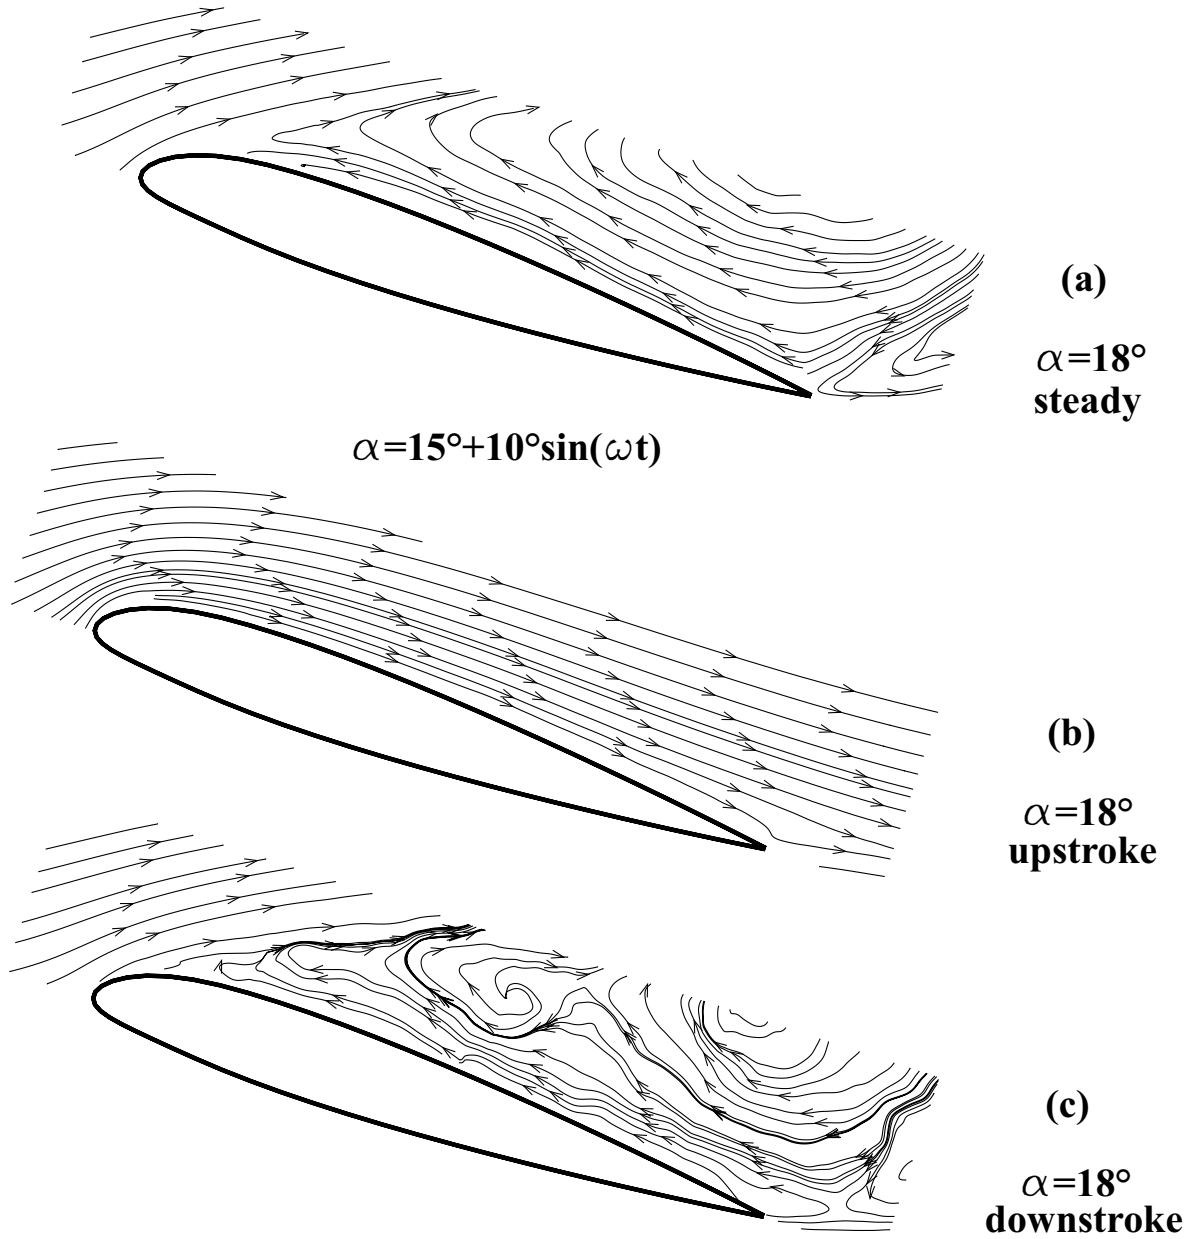 (a)
α=18°
steady
α=15°+10°sin(ωt)
(b)
α=18°
upstroke
(c)
α=18°
downstroke